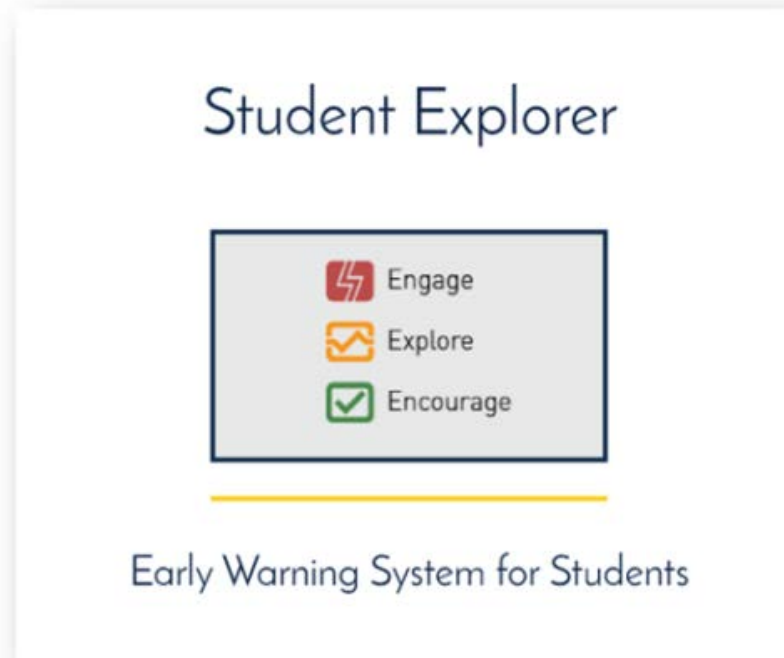 Student Explorer
Engage
Explore
Encourage
Early Warning System for Students